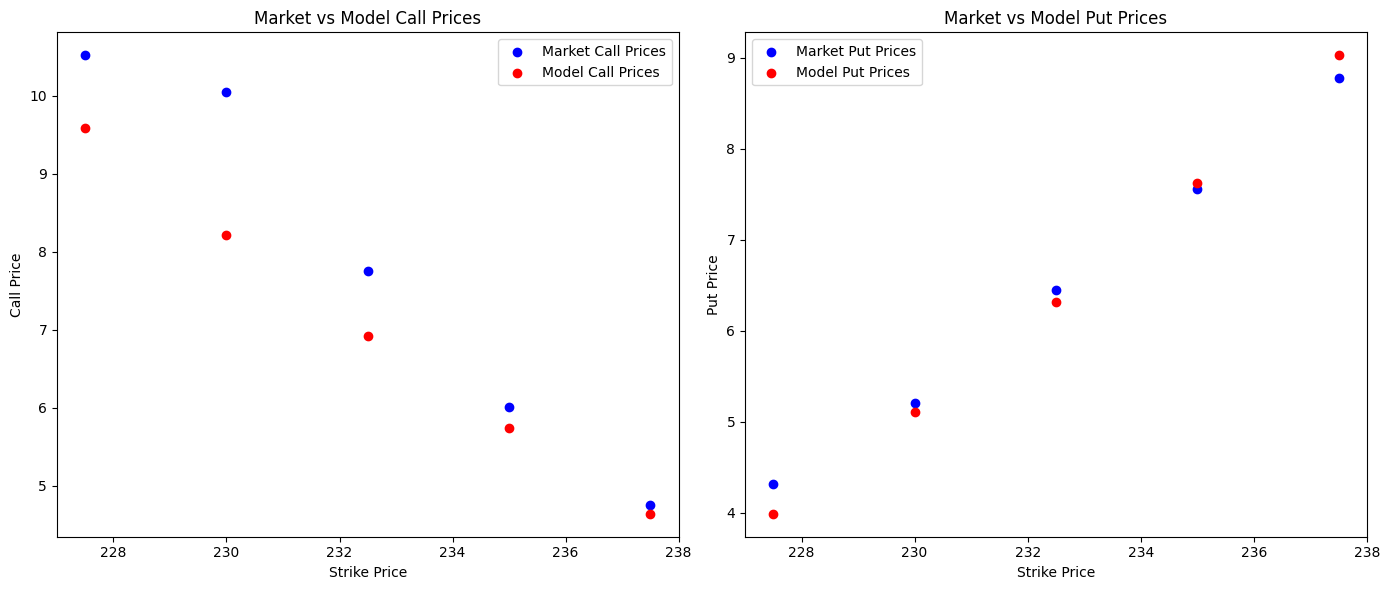 Market vs Model Call Prices
Market Call Prices
Model Call Prices
Call Price
10
9
8
7
6
5
228 230 232 234 236 238
Strike Price
Market vs Model Put Prices
Market Put Prices
Model Put Prices
Put Price
9
8
7
6
5
4
228 230 232 234 236 238
Strike Price